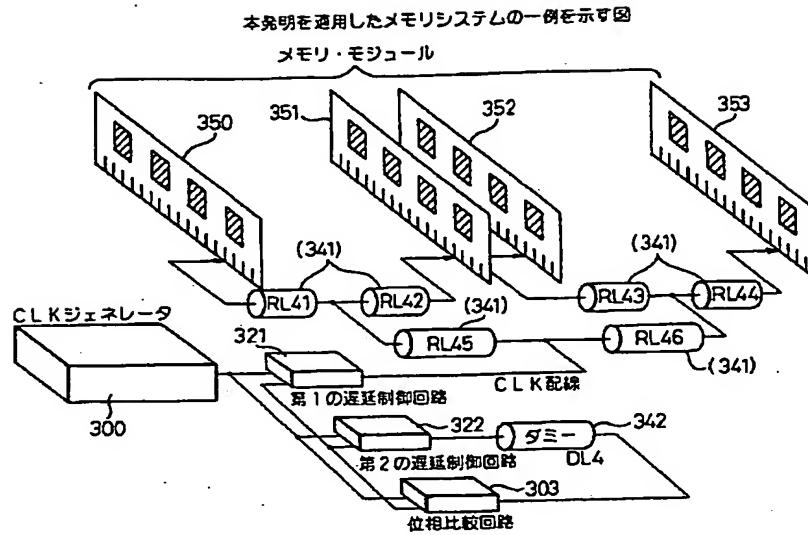 本発明を適用したメモリシステムの一例を示す図
メモリ・モジュール
350
351
352
353
(341)
(341)
RL41
RL42
(341)
RL43
RL44
RL45
RL46
(341)
CLKジェネレータ
300
321
第1の遅延制御回路
CLK配線
322
第2の遅延制御回路
ダミー
342
DL4
303
位相比較回路